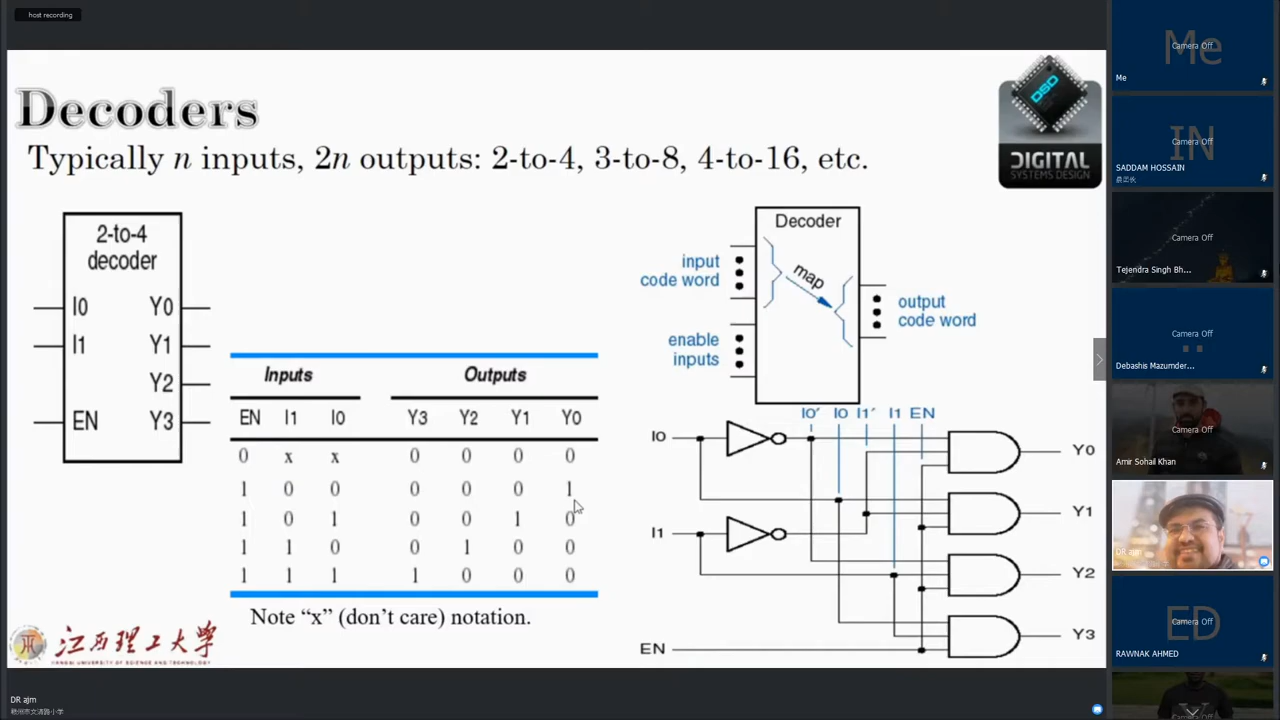 host recording
Decoders
Typically n inputs, 2n outputs: 2-to-4, 3-to-8, 4-to-16, etc.
DSD
DIGITAL
SYSTEMS DESIGN
2-to-4
decoder
I0 Y0
I1 Y1
Y2
EN Y3
Inputs Outputs
EN I1 I0 Y3 Y2 Y1 Y0
0 x x 0 0 0 0
1 0 0 0 0 0 1
1 0 1 0 0 1 0
1 1 0 0 1 0 0
1 1 1 1 0 0 0
Note “x” (don’t care) notation.
Decoder
input
code word
map
enable
inputs
output
code word
I0′ I0 I1′ I1 EN
I0
I1
EN
Y0
Y1
Y2
Y3
江西理工大学
JIANGXI UNIVERSITY OF SCIENCE AND TECHNOLOGY
DR ajm
Me
Camera Off
Me
IN
Camera Off
SADDAM HOSSAIN
Camera Off
Tejendra Singh Bh...
Camera Off
Debashis Mazumder...
Camera Off
Amir Sohail Khan
DR ajm
ED
Camera Off
RAWNAK AHMED
Camera Off